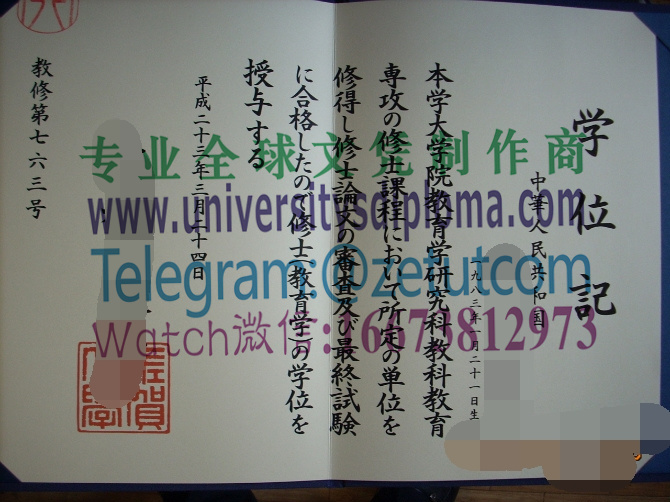 学位記
中華人民共和国
一九八三年一月二十一日生
本学大学院教育学研究科教科教育
専攻の修士課程において所定の単位を
修得し修士論文の審査及び最終試験
に合格したので修士(教育学)の学位を
授与する
平成二十三年三月二十四日
教修第七六三号
专业全球文凭制作商
www.universitysdiploma.com
Telegram:@zefutcom
Watch微信:16673812973